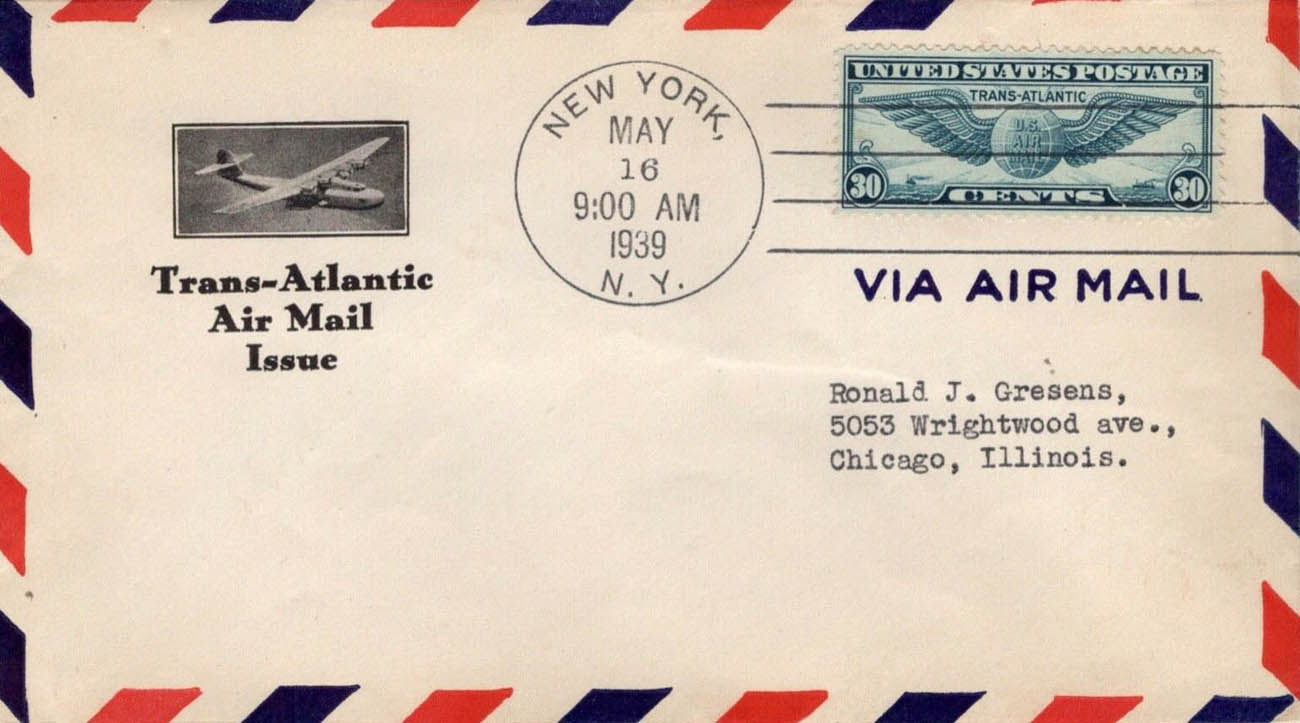 UNITED STATES POSTAGE
TRANS-ATLANTIC
U.S.
AIR
MAIL
30 CENTS 30
NEW YORK,
MAY
16
9:00 AM
1939
N. Y.
Trans-Atlantic
Air Mail
Issue
VIA AIR MAIL
Ronald J. Gresens,
5053 Wrightwood ave.,
Chicago, Illinois.